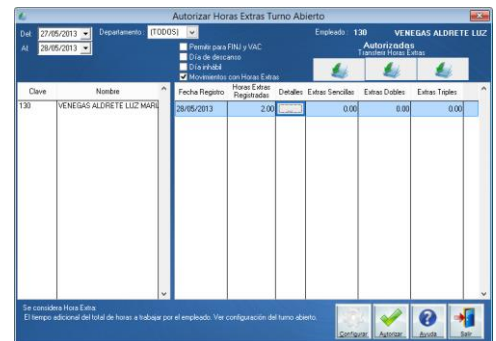 Autorizar Horas Extras Turno Abierto
Del: 27/05/2013 Departamento: (TODOS) Empleado: 130 VENEGAS ALDRETE LUZ
Al 28/05/2013
Permitir para FINJ y VAC
Día de descanso
Día inhábil
Movimientos con Horas Extras
Autorizadas
Transferir Horas Extras
Clave Nombre Fecha Registro Horas Extras Registradas Detalles Extras Sencillas Extras Dobles Extras Triples
130 VENEGAS ALDRETE LUZ MARI 28/05/2013 2.00 ... 0.00 0.00 0.00
Se considera Hora Extra:
El tiempo adicional del total de horas a trabajar por el empleado. Ver configuración del turno abierto.
Configurar Autorizar Ayuda Salir